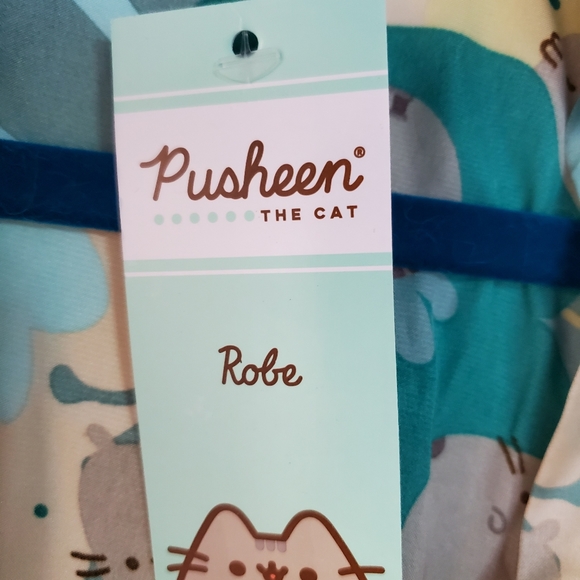 Pusheen®
THE CAT
Robe